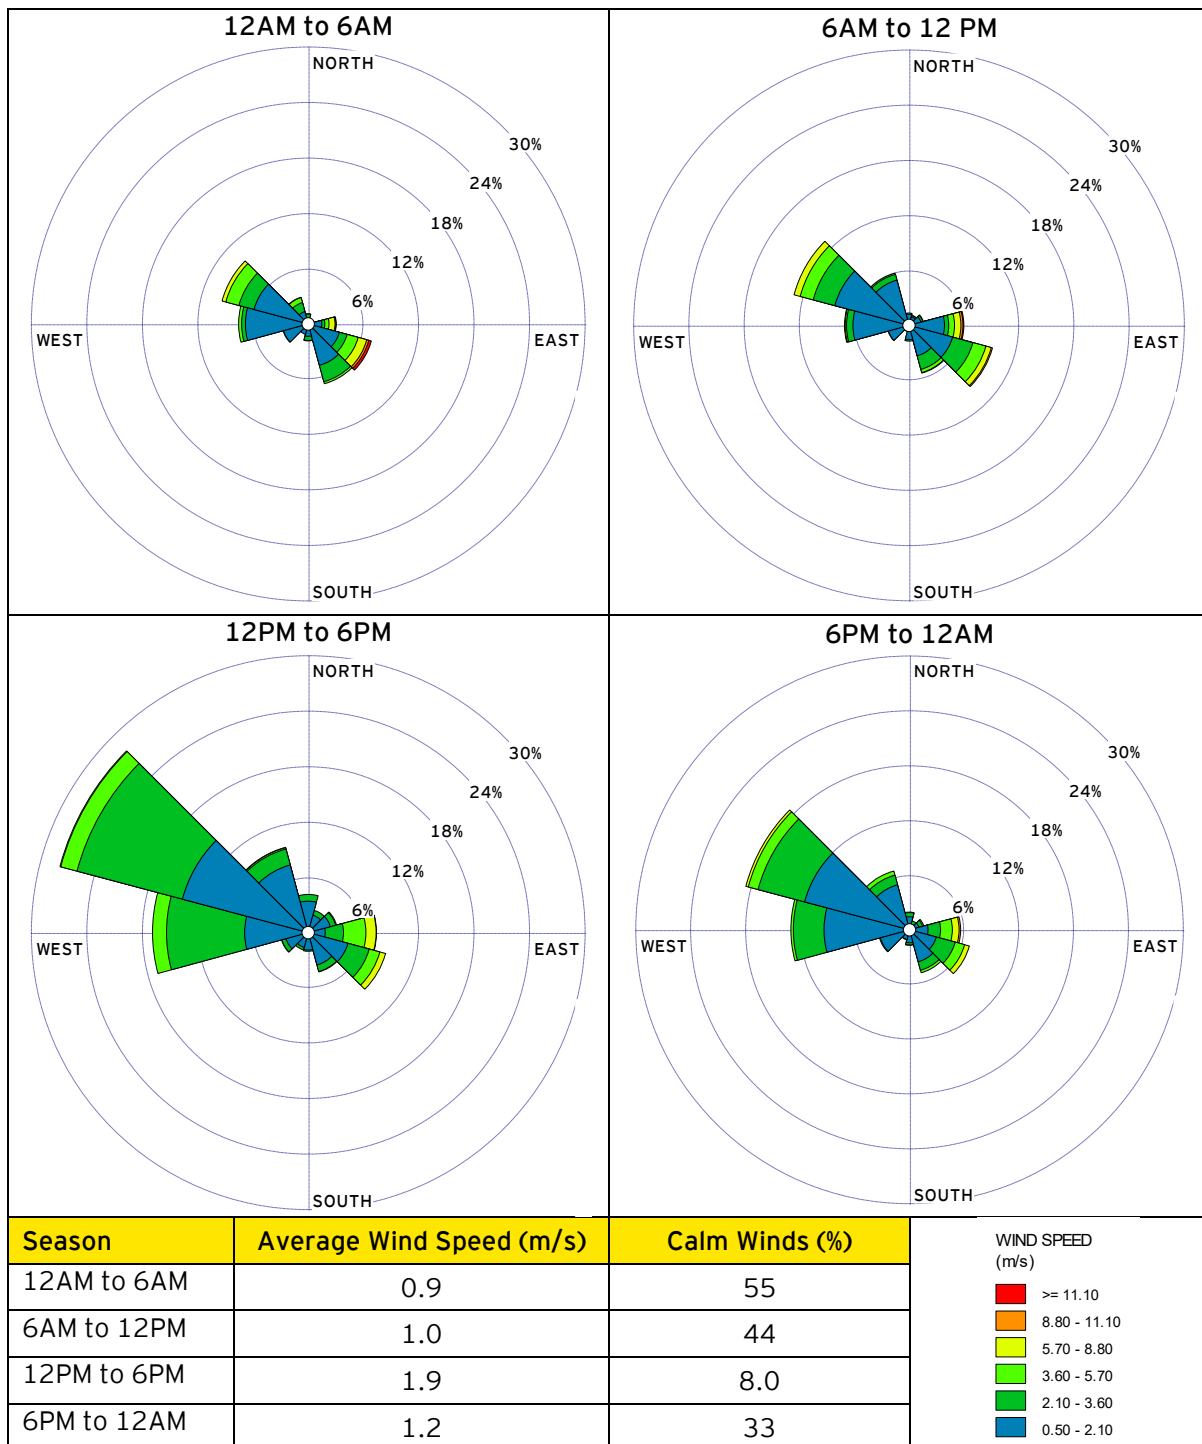 12AM to 6AM
NORTH
30%
24%
18%
12%
6%
WEST
EAST
SOUTH
6AM to 12 PM
NORTH
30%
24%
18%
12%
6%
WEST
EAST
SOUTH
12PM to 6PM
NORTH
30%
24%
18%
12%
6%
WEST
EAST
SOUTH
6PM to 12AM
NORTH
30%
24%
18%
12%
6%
WEST
EAST
SOUTH
Season Average Wind Speed (m/s) Calm Winds (%)
12AM to 6AM 0.9 55
6AM to 12PM 1.0 44
12PM to 6PM 1.9 8.0
6PM to 12AM 1.2 33
WIND SPEED
(m/s)
>= 11.10
8.80 - 11.10
5.70 - 8.80
3.60 - 5.70
2.10 - 3.60
0.50 - 2.10